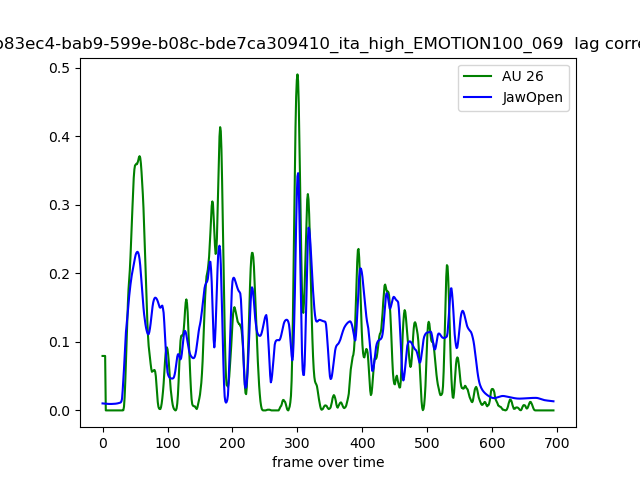 b83ec4-bab9-599e-b08c-bde7ca309410_ita_high_EMOTION100_069 lag corre
AU 26
JawOpen
0.5
0.4
0.3
0.2
0.1
0.0
0 100 200 300 400 500 600 700
frame over time